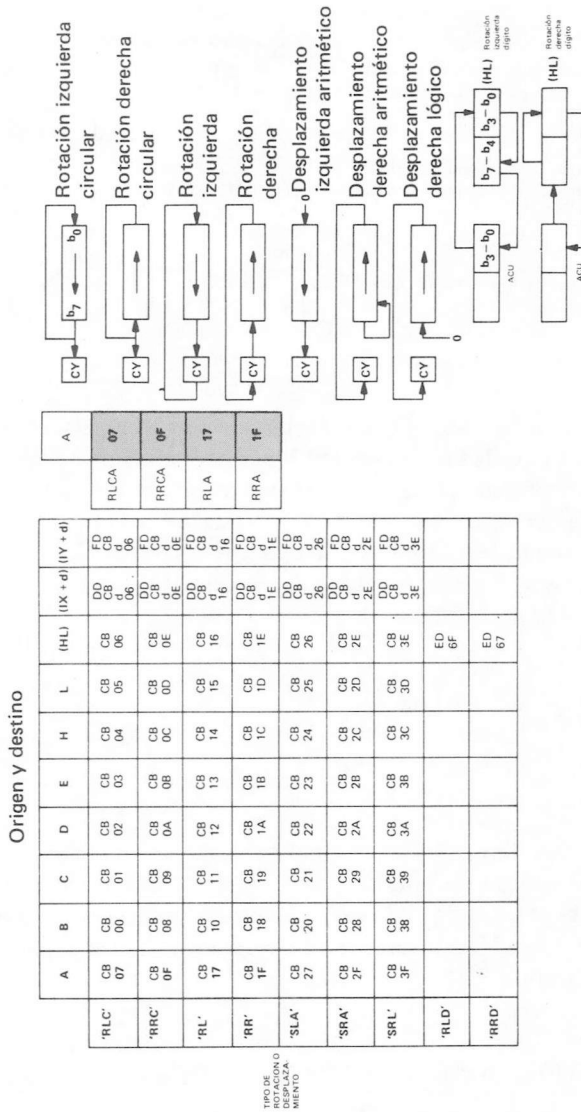 Origen y destino
A B C D E H L (HL) (IX + d) (IY + d)
TIPO DE
ROTACION O
DESPLAZA-
MIENTO
'RLC' CB 07 CB 00 CB 01 CB 02 CB 03 CB 04 CB 05 CB 06 DD CB d 06 FD CB d 06
'RRC' CB 0F CB 08 CB 09 CB 0A CB 0B CB 0C CB 0D CB 0E DD CB d 0E FD CB d 0E
'RL' CB 17 CB 10 CB 11 CB 12 CB 13 CB 14 CB 15 CB 16 DD CB d 16 FD CB d 16
'RR' CB 1F CB 18 CB 19 CB 1A CB 1B CB 1C CB 1D CB 1E DD CB d 1E FD CB d 1E
'SLA' CB 27 CB 20 CB 21 CB 22 CB 23 CB 24 CB 25 CB 26 DD CB d 26 FD CB d 26
'SRA' CB 2F CB 28 CB 29 CB 2A CB 2B CB 2C CB 2D CB 2E DD CB d 2E FD CB d 2E
'SRL' CB 3F CB 38 CB 39 CB 3A CB 3B CB 3C CB 3D CB 3E DD CB d 3E FD CB d 3E
'RLD' ED 6F
'RRD' ED 67
A
RLCA 07
RRCA 0F
RLA 17
RRA 1F
CY b7 b0 Rotación izquierda
circular
CY Rotación derecha
circular
CY Rotación
izquierda
CY Rotación
derecha
CY 0 Desplazamiento
izquierda aritmético
CY Desplazamiento
derecha aritmético
CY 0 Desplazamiento
derecha lógico
ACU b3 – b0 b7 – b4 b3 – b0 (HL) Rotación
izquierda
dígito
ACU (HL) Rotación
derecha
dígito